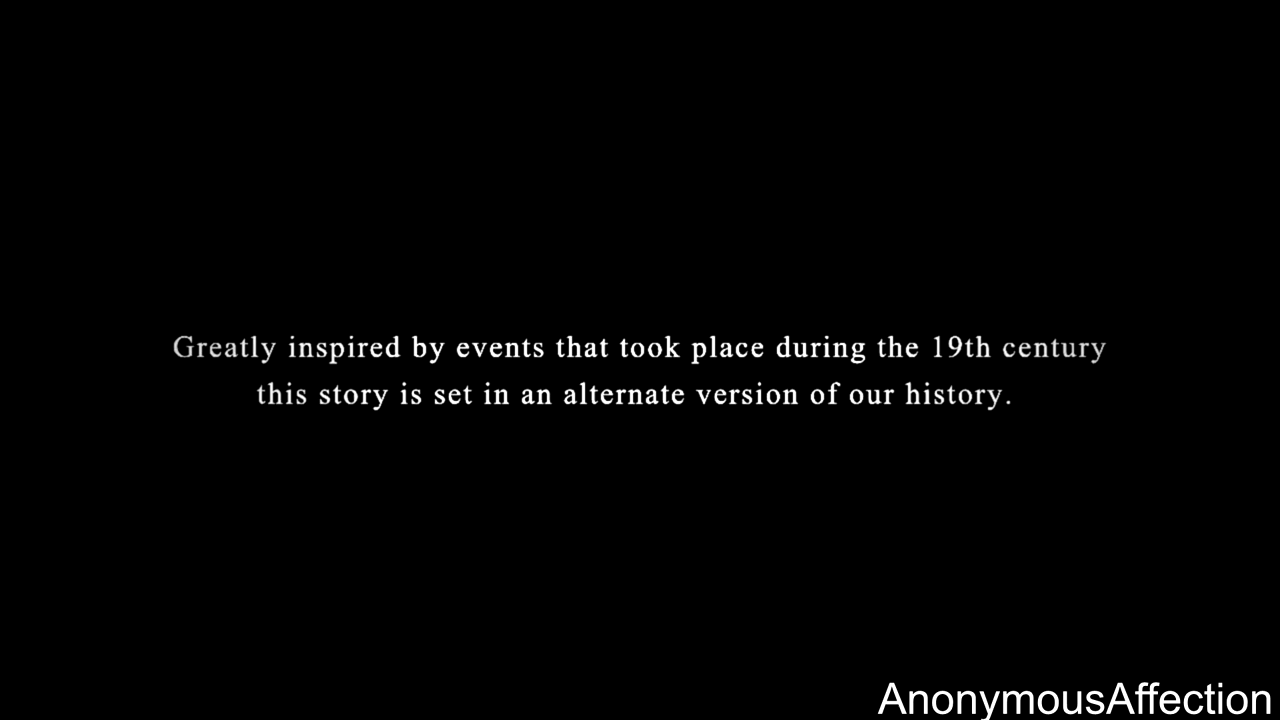 Greatly inspired by events that took place during the 19th century
this story is set in an alternate version of our history.
AnonymousAffection